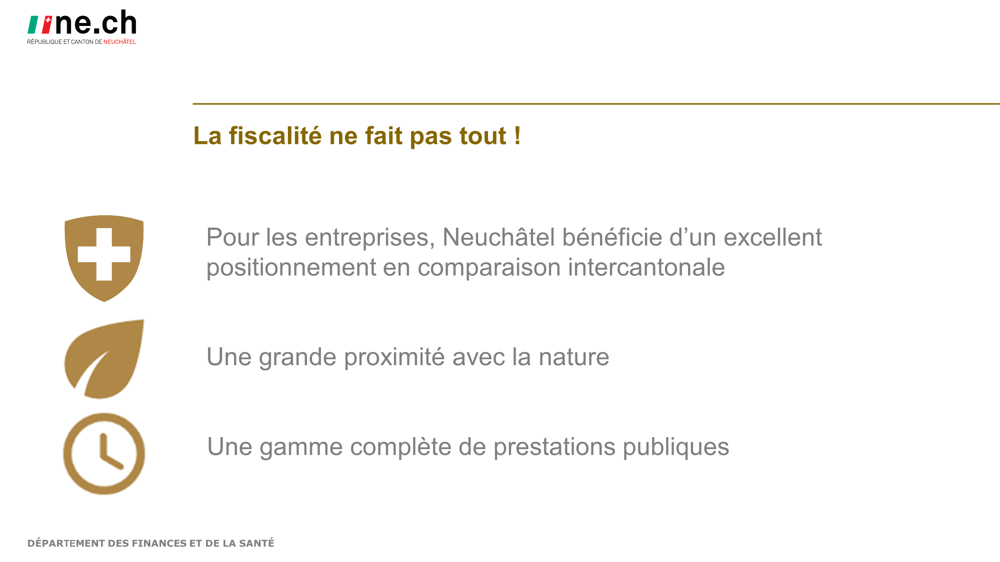 ne.ch
RÉPUBLIQUE ET CANTON DE NEUCHÂTEL
La fiscalité ne fait pas tout !
Pour les entreprises, Neuchâtel bénéficie d’un excellent
positionnement en comparaison intercantonale
Une grande proximité avec la nature
Une gamme complète de prestations publiques
DÉPARTEMENT DES FINANCES ET DE LA SANTÉ